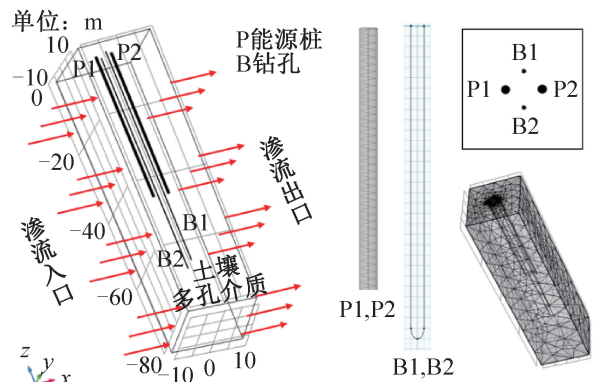 单位：m
10
-10
0
P1
P2
P能源桩
B钻孔
-20
-40
-60
-80
-10
0
10
渗流入口
渗流出口
B1
B2
土壤
多孔介质
z
y
x
P1,P2
B1,B2
B1
P1
P2
B2